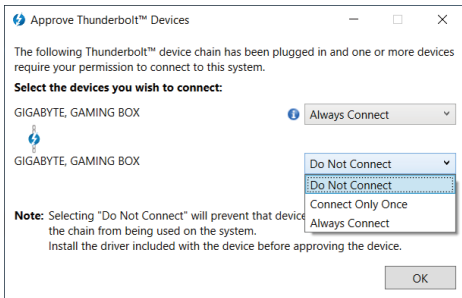 Approve Thunderbolt™ Devices
The following Thunderbolt™ device chain has been plugged in and one or more devices
require your permission to connect to this system.
Select the devices you wish to connect:
GIGABYTE, GAMING BOX
Always Connect
GIGABYTE, GAMING BOX
Do Not Connect
Do Not Connect
Connect Only Once
Always Connect
Note: Selecting "Do Not Connect" will prevent that device
the chain from being used on the system.
Install the driver included with the device before approving the device.
OK